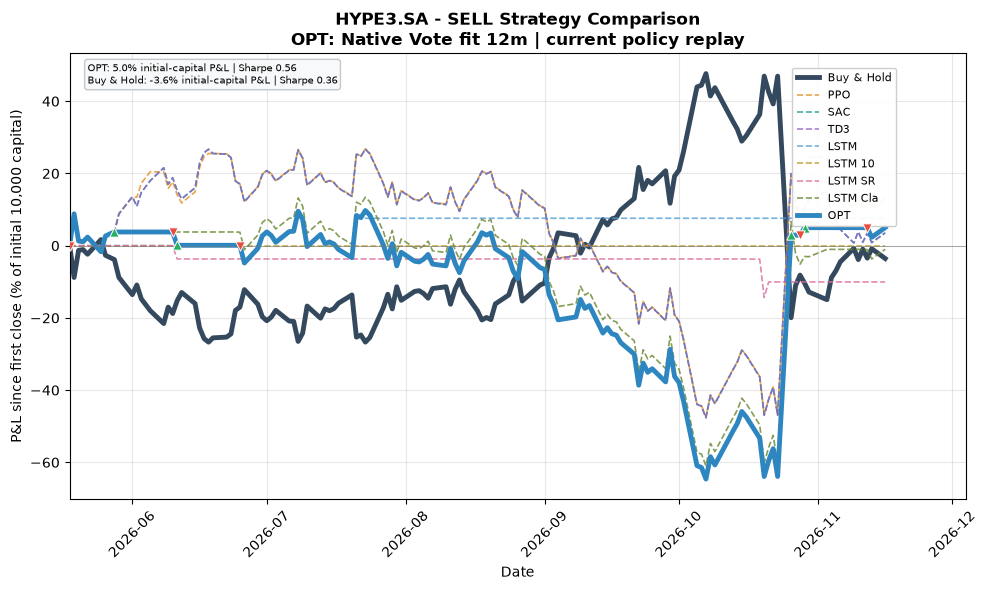 HYPE3.SA - SELL Strategy Comparison
OPT: Native Vote fit 12m | current policy replay
OPT: 5.0% initial-capital P&L | Sharpe 0.56
Buy & Hold: -3.6% initial-capital P&L | Sharpe 0.36
Buy & Hold
PPO
SAC
TD3
LSTM
LSTM 10
LSTM SR
LSTM Cla
OPT
P&L since first close (% of initial 10,000 capital)
40
20
0
−20
−40
−60
2026-06
2026-07
2026-08
2026-09
2026-10
2026-11
2026-12
Date